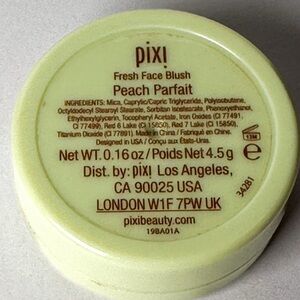 pixi
Fresh Face Blush
Peach Parfait
INGREDIENTS: Mica, Caprylic/Capric Triglyceride, Polyisobutene,
Octyldodecyl Stearoyl Stearate, Sorbitan Isostearate, Phenoxyethanol,
Ethylhexylglycerin, Tocopheryl Acetate, Iron Oxides (CI 77491,
CI 77499), Red 6 Lake (CI 15850), Red 7 Lake (CI 15850),
Titanium Dioxide (CI 77891). Made in China / Fabriqué en Chine.
Designed in USA / Conçu aux États-Unis.
12M
NET WT. 0.16 oz / Poids Net 4.5 g
Dist. by: pixi Los Angeles,
CA 90025 USA
LONDON W1F 7PW UK
pixibeauty.com
19BA01A
342B1